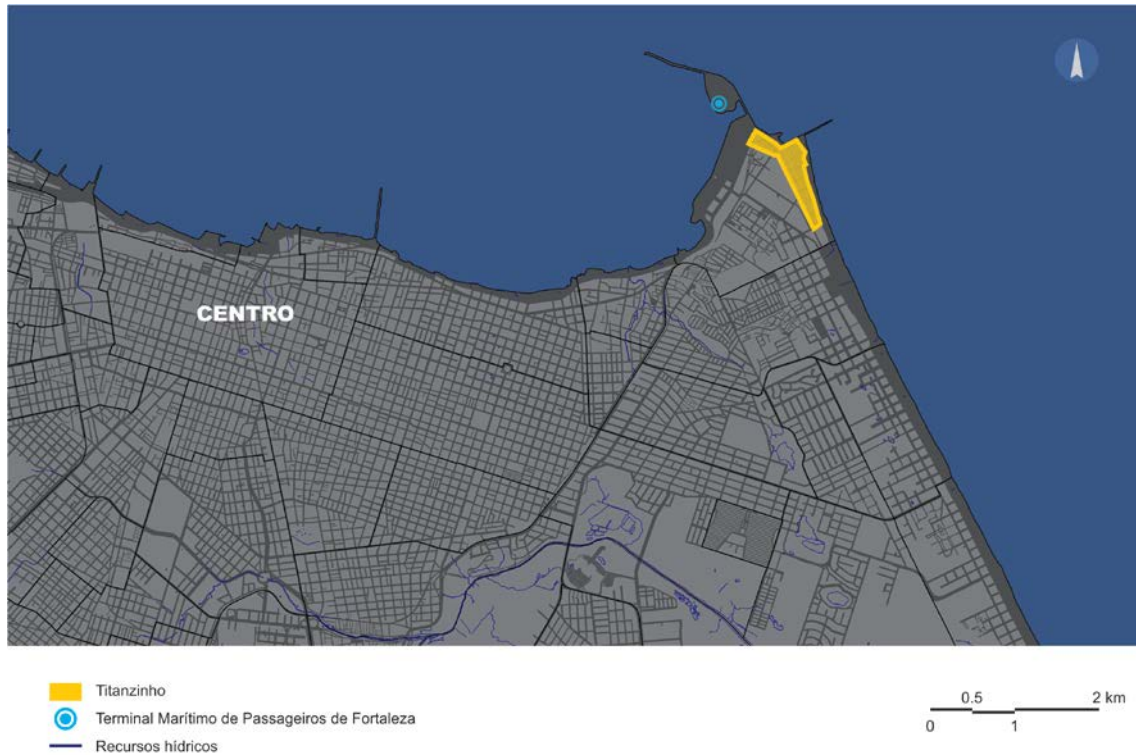 CENTRO
Titanzinho
Terminal Marítimo de Passageiros de Fortaleza
Recursos hídricos
0.5 2 km
0 1